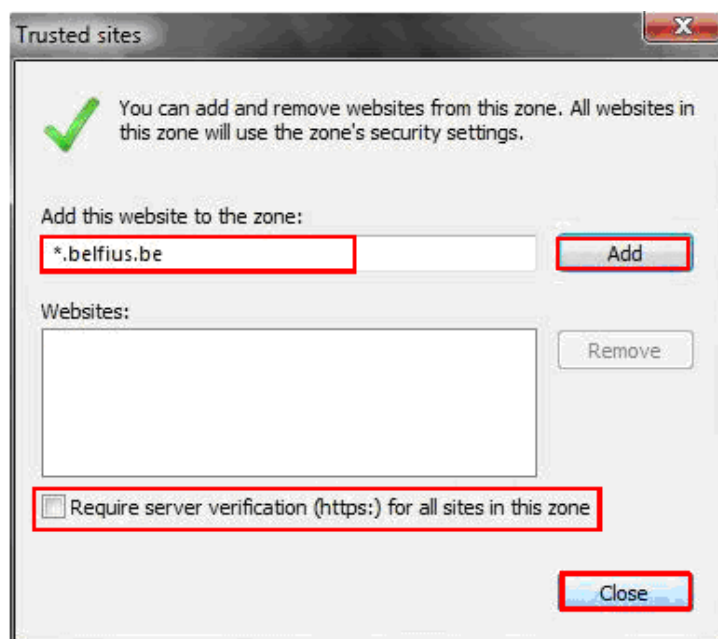 Trusted sites
You can add and remove websites from this zone. All websites in
this zone will use the zone's security settings.
Add this website to the zone:
*.belfius.be
Add
Websites:
Remove
Require server verification (https:) for all sites in this zone
Close